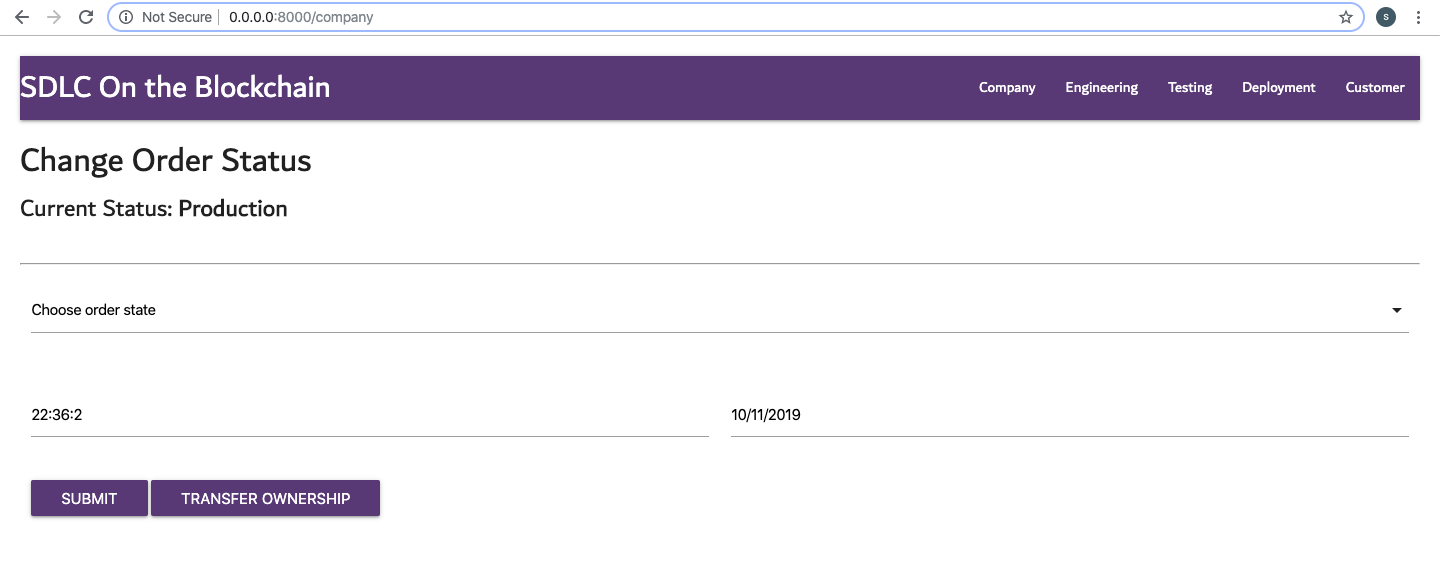 Not Secure 0.0.0.0:8000/company s
SDLC On the Blockchain Company Engineering Testing Deployment Customer
Change Order Status
Current Status: Production
Choose order state
22:36:2 10/11/2019
SUBMIT TRANSFER OWNERSHIP